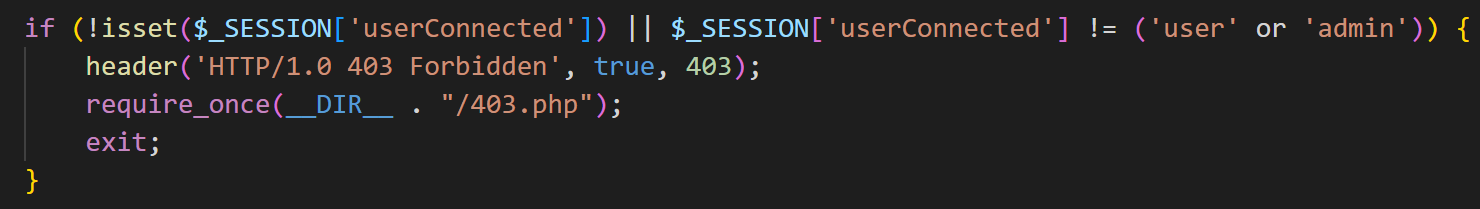 if (!isset($_SESSION['userConnected']) || $_SESSION['userConnected'] != ('user' or 'admin')) {
    header('HTTP/1.0 403 Forbidden', true, 403);
    require_once(__DIR__ . "/403.php");
    exit;
}